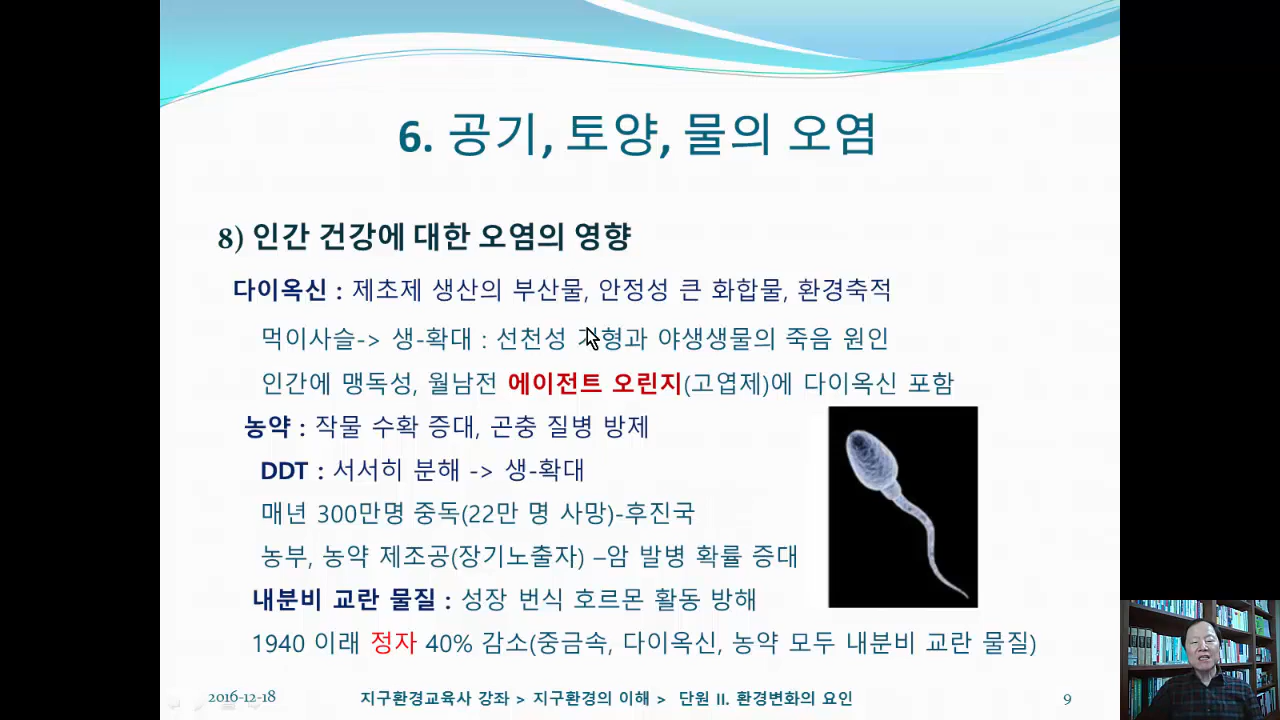 6. 공기, 토양, 물의 오염
8) 인간 건강에 대한 오염의 영향
다이옥신 : 제초제 생산의 부산물, 안정성 큰 화합물, 환경축적
먹이사슬-> 생-확대 : 선천성 기형과 야생생물의 죽음 원인
인간에 맹독성, 월남전 에이전트 오린지(고엽제)에 다이옥신 포함
농약 : 작물 수확 증대, 곤충 질병 방제
DDT : 서서히 분해 -> 생-확대
매년 300만명 중독(22만 명 사망)-후진국
농부, 농약 제조공(장기노출자) –암 발병 확률 증대
내분비 교란 물질 : 성장 번식 호르몬 활동 방해
1940 이래 정자 40% 감소(중금속, 다이옥신, 농약 모두 내분비 교란 물질)
2016-12-18 지구환경교육사 강좌 > 지구환경의 이해 > 단원 II. 환경변화의 요인 9